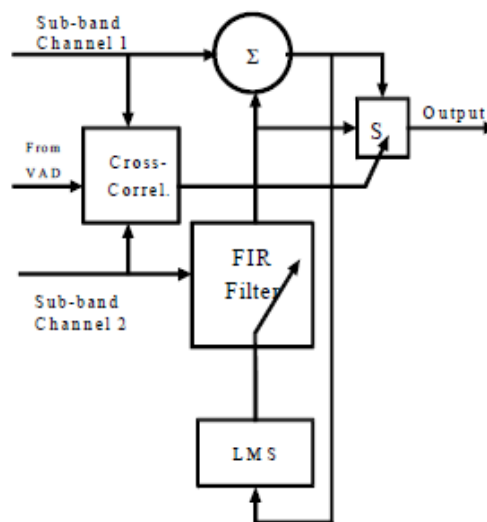 Sub-band
Channel 1
Σ
S
Output
From
VAD
Cross-
Correl.
FIR
Filter
Sub-band
Channel 2
LMS